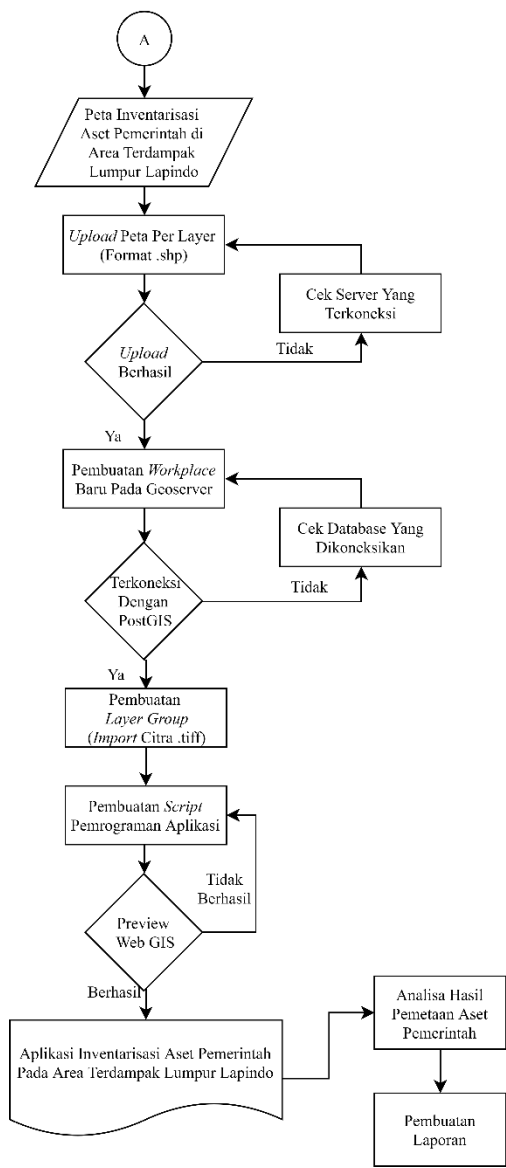 A
Peta Inventarisasi
Aset Pemerintah di
Area Terdampak
Lumpur Lapindo
Upload Peta Per Layer
(Format .shp)
Cek Server Yang
Terkoneksi
Upload
Berhasil
Tidak
Ya
Pembuatan Workplace
Baru Pada Geoserver
Cek Database Yang
Dikoneksikan
Terkoneksi
Dengan
PostGIS
Tidak
Ya
Pembuatan
Layer Group
(Import Citra .tiff)
Pembuatan Script
Pemrograman Aplikasi
Tidak
Berhasil
Preview
Web GIS
Berhasil
Aplikasi Inventarisasi Aset Pemerintah
Pada Area Terdampak Lumpur Lapindo
Analisa Hasil
Pemetaan Aset
Pemerintah
Pembuatan
Laporan